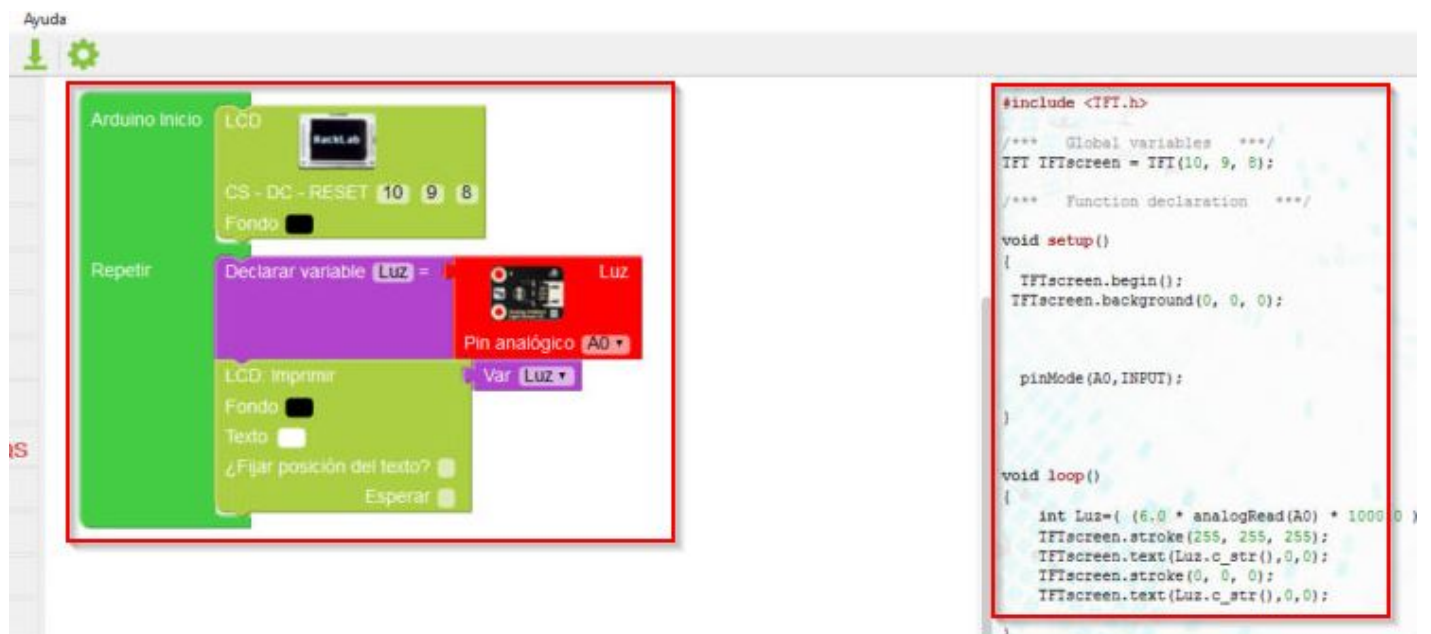 Ayuda
Arduino Inicio
LCD
CS - DC - RESET 10 9 8
Fondo
Repetir
Declarar variable Luz =
Luz
Pin analógico A0
LCD: Imprimir
Var Luz
Fondo
Texto
¿Fijar posición del texto?
Esperar
#include <TFT.h>
/*** Global variables ***/
TFT TFTscreen = TFT(10, 9, 8);
/*** Function declaration ***/
void setup()
{
TFTscreen.begin();
TFTscreen.background(0, 0, 0);
pinMode(A0,INPUT);
}
void loop()
{
int Luz=( (6.0 * analogRead(A0) * 1000
TFTscreen.stroke(255, 255, 255);
TFTscreen.text(Luz.c_str(),0,0);
TFTscreen.stroke(0, 0, 0);
TFTscreen.text(Luz.c_str(),0,0);
}